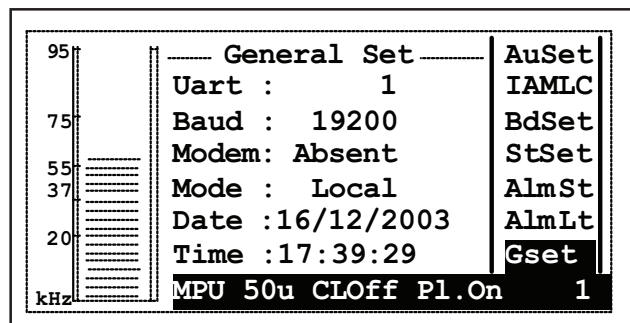 95
75
55
37
20
kHz
General Set
Uart : 1
Baud : 19200
Modem: Absent
Mode : Local
Date :16/12/2003
Time :17:39:29
AuSet
IAMLC
BdSet
StSet
AlmSt
AlmLt
Gset
MPU 50u CLOff Pl.On 1